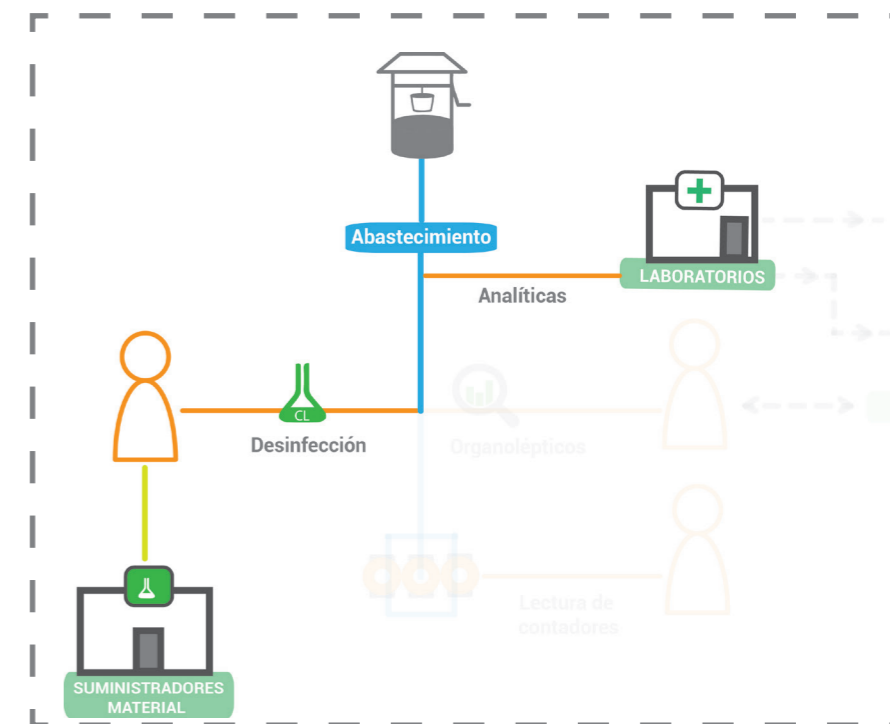 Abastecimiento
LABORATORIOS
Analíticas
CL
Desinfección
Organolépticos
Lectura de
contadores
SUMINISTRADORES
MATERIAL